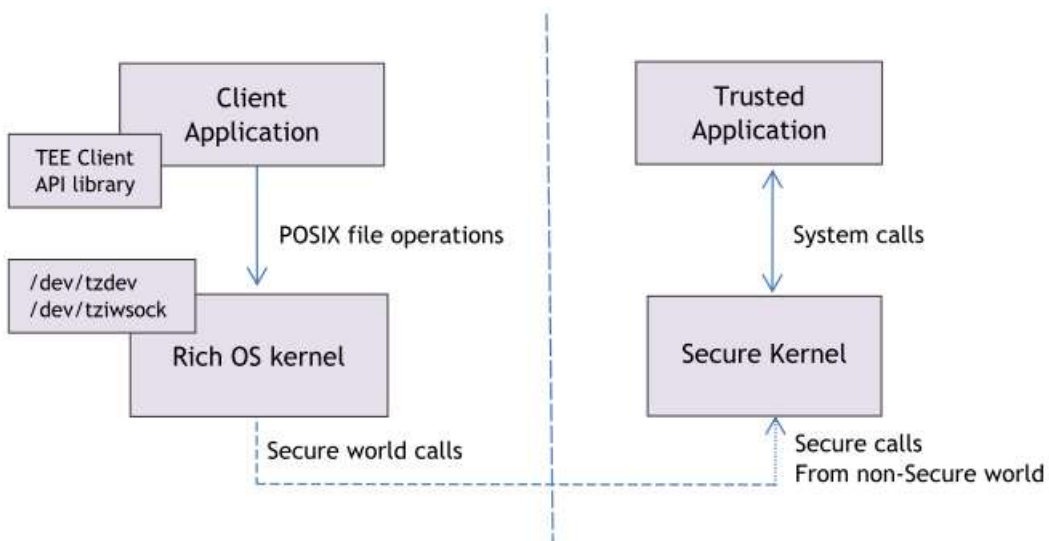 Client
Application
TEE Client
API library
POSIX file operations
/dev/tzdev
/dev/tziwsock
Rich OS kernel
Secure world calls
Trusted
Application
System calls
Secure Kernel
Secure calls
From non-Secure world